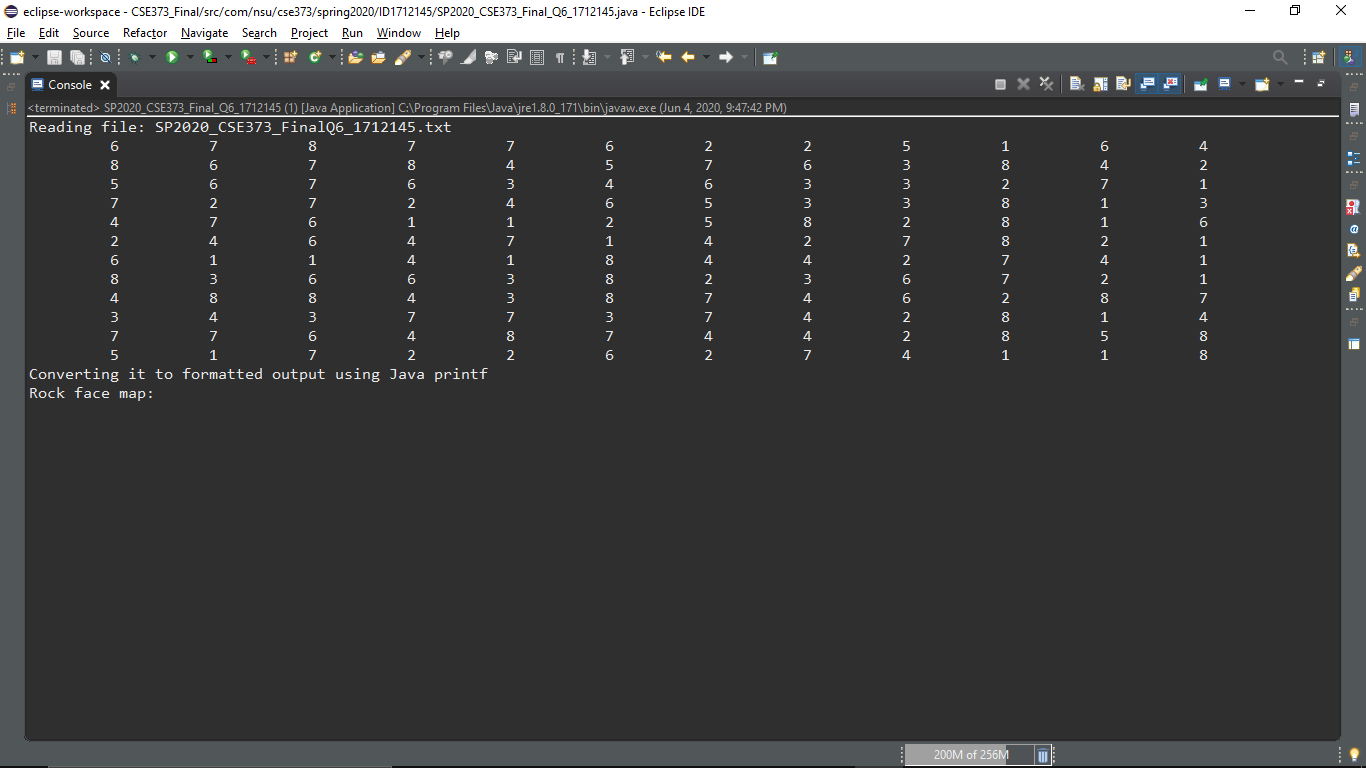 eclipse-workspace - CSE373_Final/src/com/nsu/cse373/spring2020/ID1712145/SP2020_CSE373_Final_Q6_1712145.java - Eclipse IDE
File Edit Source Refactor Navigate Search Project Run Window Help
Console
<terminated> SP2020_CSE373_Final_Q6_1712145 (1) [Java Application] C:\Program Files\Java\jre1.8.0_171\bin\javaw.exe (Jun 4, 2020, 9:47:42 PM)
Reading file: SP2020_CSE373_FinalQ6_1712145.txt
6 7 8 7 7 6 2 2 5 1 6 4
8 6 7 8 4 5 7 6 3 8 4 2
5 6 7 6 3 4 6 3 3 2 7 1
7 2 7 2 4 6 5 3 3 8 1 3
4 7 6 1 1 2 5 8 2 8 1 6
2 4 6 4 7 1 4 2 7 8 2 1
6 1 1 4 1 8 4 4 2 7 4 1
8 3 6 6 3 8 2 3 6 7 2 1
4 8 8 4 3 8 7 4 6 2 8 7
3 4 3 7 7 3 7 4 2 8 1 4
7 7 6 4 8 7 4 4 2 8 5 8
5 1 7 2 2 6 2 7 4 1 1 8
Converting it to formatted output using Java printf
Rock face map:
200M of 256M